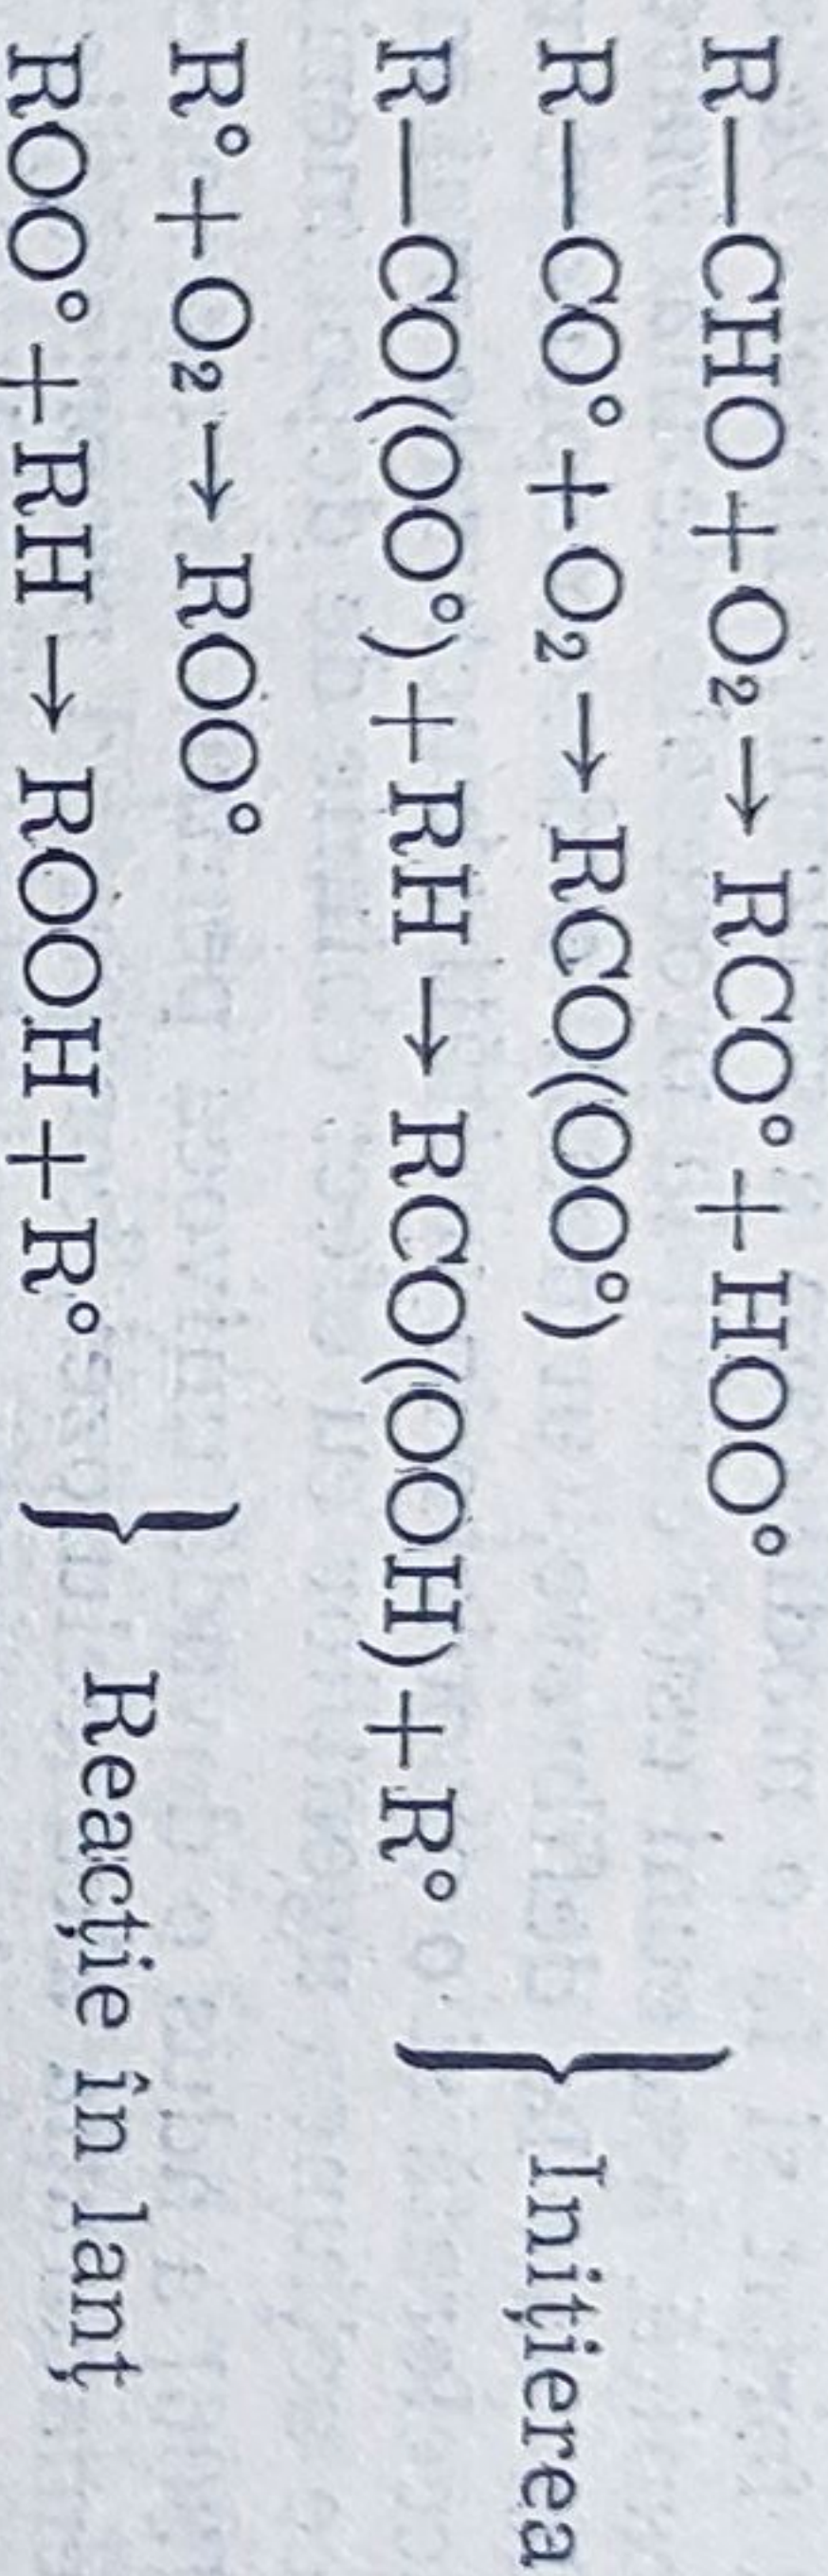 R—CHO + O₂ → RCO° + HOO°
R—CO° + O₂ → RCO(OO°)
R—CO(OO°) + RH → RCO(OOH) + R°
} Inițierea
R° + O₂ → ROO°
ROO° + RH → ROOH + R°
} Reacție în lanț